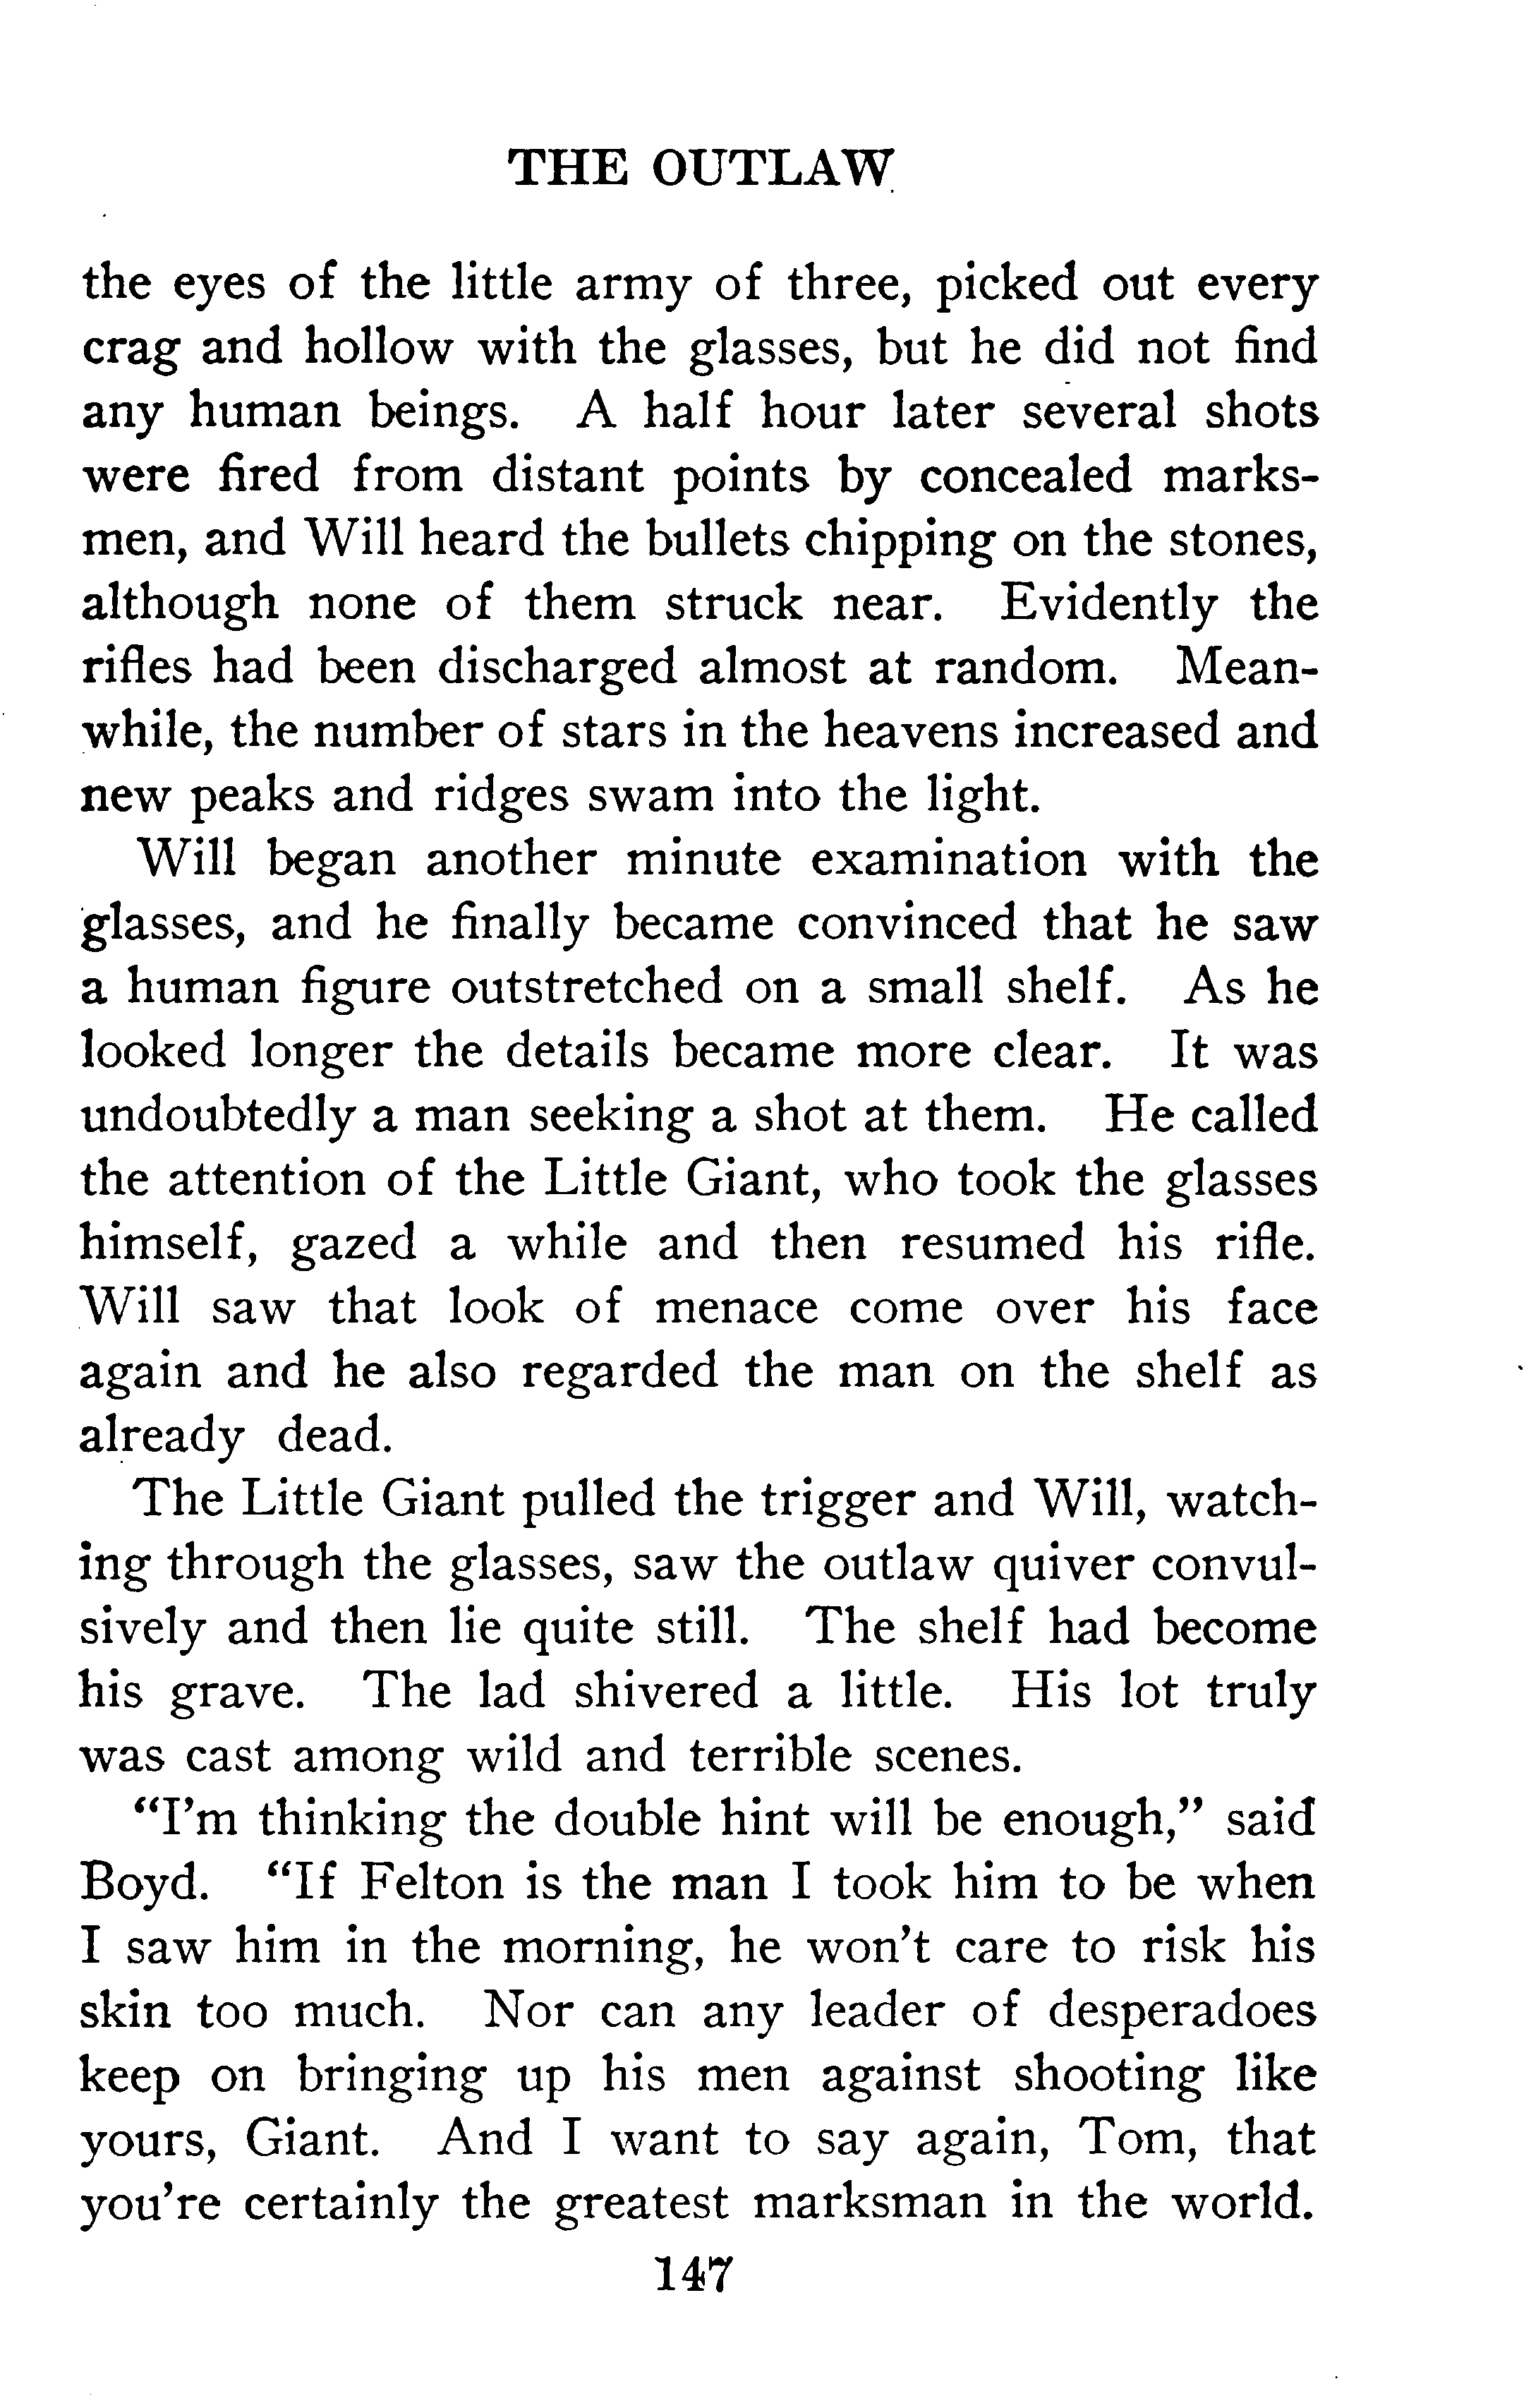 THE OUTLAW
the eyes of the little army of three, picked out every
crag and hollow with the glasses, but he did not find
any human beings. A half hour later several shots
were fired from distant points by concealed marks-
men, and Will heard the bullets chipping on the stones,
although none of them struck near. Evidently the
rifles had been discharged almost at random. Mean-
while, the number of stars in the heavens increased and
new peaks and ridges swam into the light.
Will began another minute examination with the
glasses, and he finally became convinced that he saw
a human figure outstretched on a small shelf. As he
looked longer the details became more clear. It was
undoubtedly a man seeking a shot at them. He called
the attention of the Little Giant, who took the glasses
himself, gazed a while and then resumed his rifle.
Will saw that look of menace come over his face
again and he also regarded the man on the shelf as
already dead.
The Little Giant pulled the trigger and Will, watch-
ing through the glasses, saw the outlaw quiver convul-
sively and then lie quite still. The shelf had become
his grave. The lad shivered a little. His lot truly
was cast among wild and terrible scenes.
“I'm thinking the double hint will be enough,” said
Boyd. “If Felton is the man I took him to be when
I saw him in the morning, he won't care to risk his
skin too much. Nor can any leader of desperadoes
keep on bringing up his men against shooting like
yours, Giant. And I want to say again, Tom, that
you're certainly the greatest marksman in the world.
147